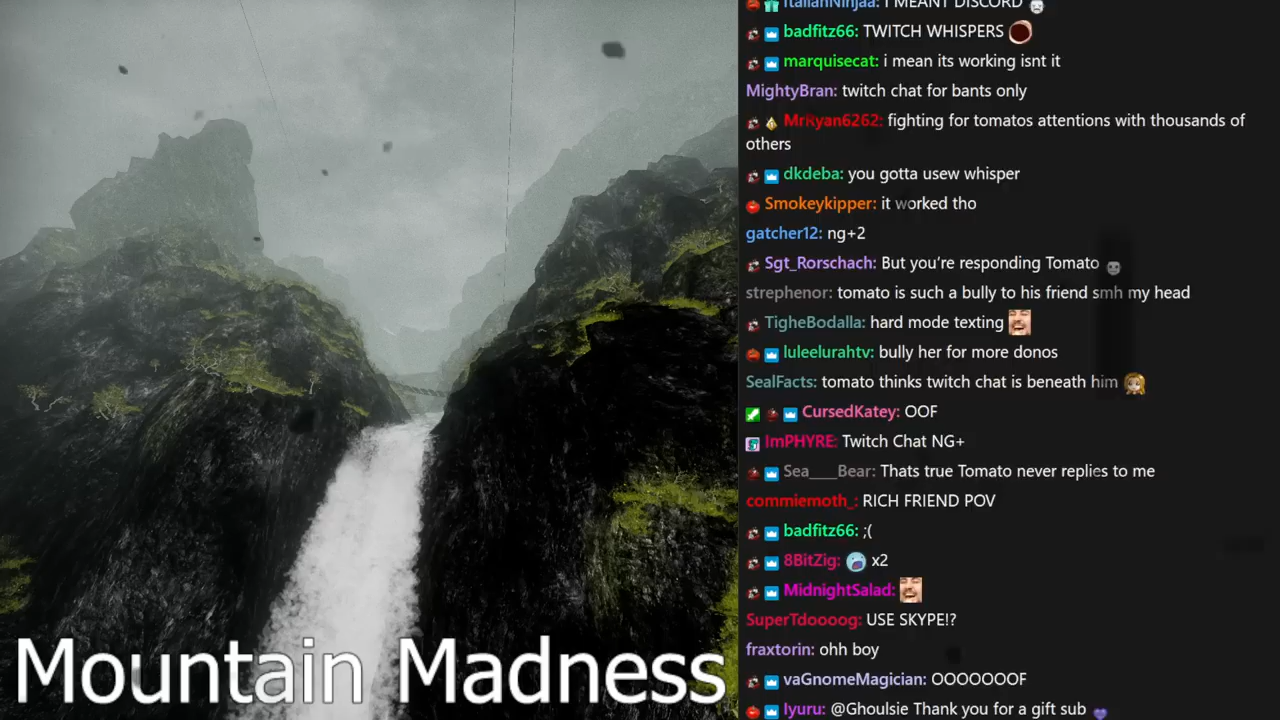 ItalianNinjaa: I MEANT DISCORD
badfitz66: TWITCH WHISPERS
marquisecat: i mean its working isnt it
MightyBran: twitch chat for bants only
MrRyan6262: fighting for tomatos attentions with thousands of
others
dkdeba: you gotta usew whisper
Smokeykipper: it worked tho
gatcher12: ng+2
Sgt_Rorschach: But you're responding Tomato
strephenor: tomato is such a bully to his friend smh my head
TigheBodalla: hard mode texting
luleelurahtv: bully her for more donos
SealFacts: tomato thinks twitch chat is beneath him
CursedKatey: OOF
ImPHYRE: Twitch Chat NG+
Sea___Bear: Thats true Tomato never replies to me
commiemoth_: RICH FRIEND POV
badfitz66: ;(
8BitZig: x2
MidnightSalad:
SuperTdoooog: USE SKYPE!?
fraxtorin: ohh boy
vaGnomeMagician: OOOOOOOF
lyuru: @Ghoulsie Thank you for a gift sub
Mountain Madness